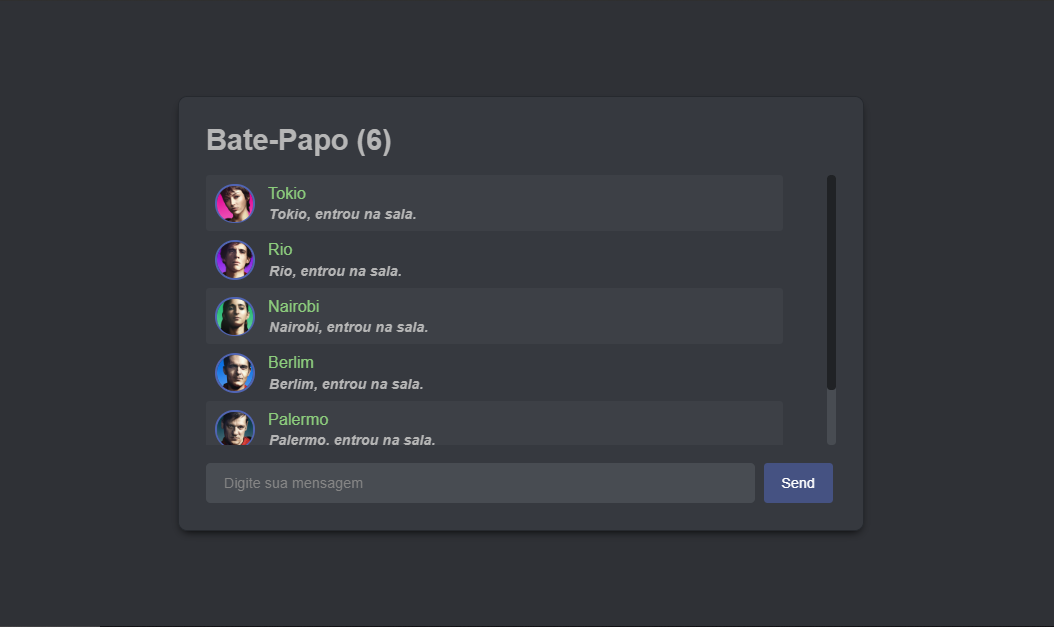 Bate-Papo (6)
Tokio
Tokio, entrou na sala.
Rio
Rio, entrou na sala.
Nairobi
Nairobi, entrou na sala.
Berlim
Berlim, entrou na sala.
Palermo
Palermo, entrou na sala.
Digite sua mensagem
Send